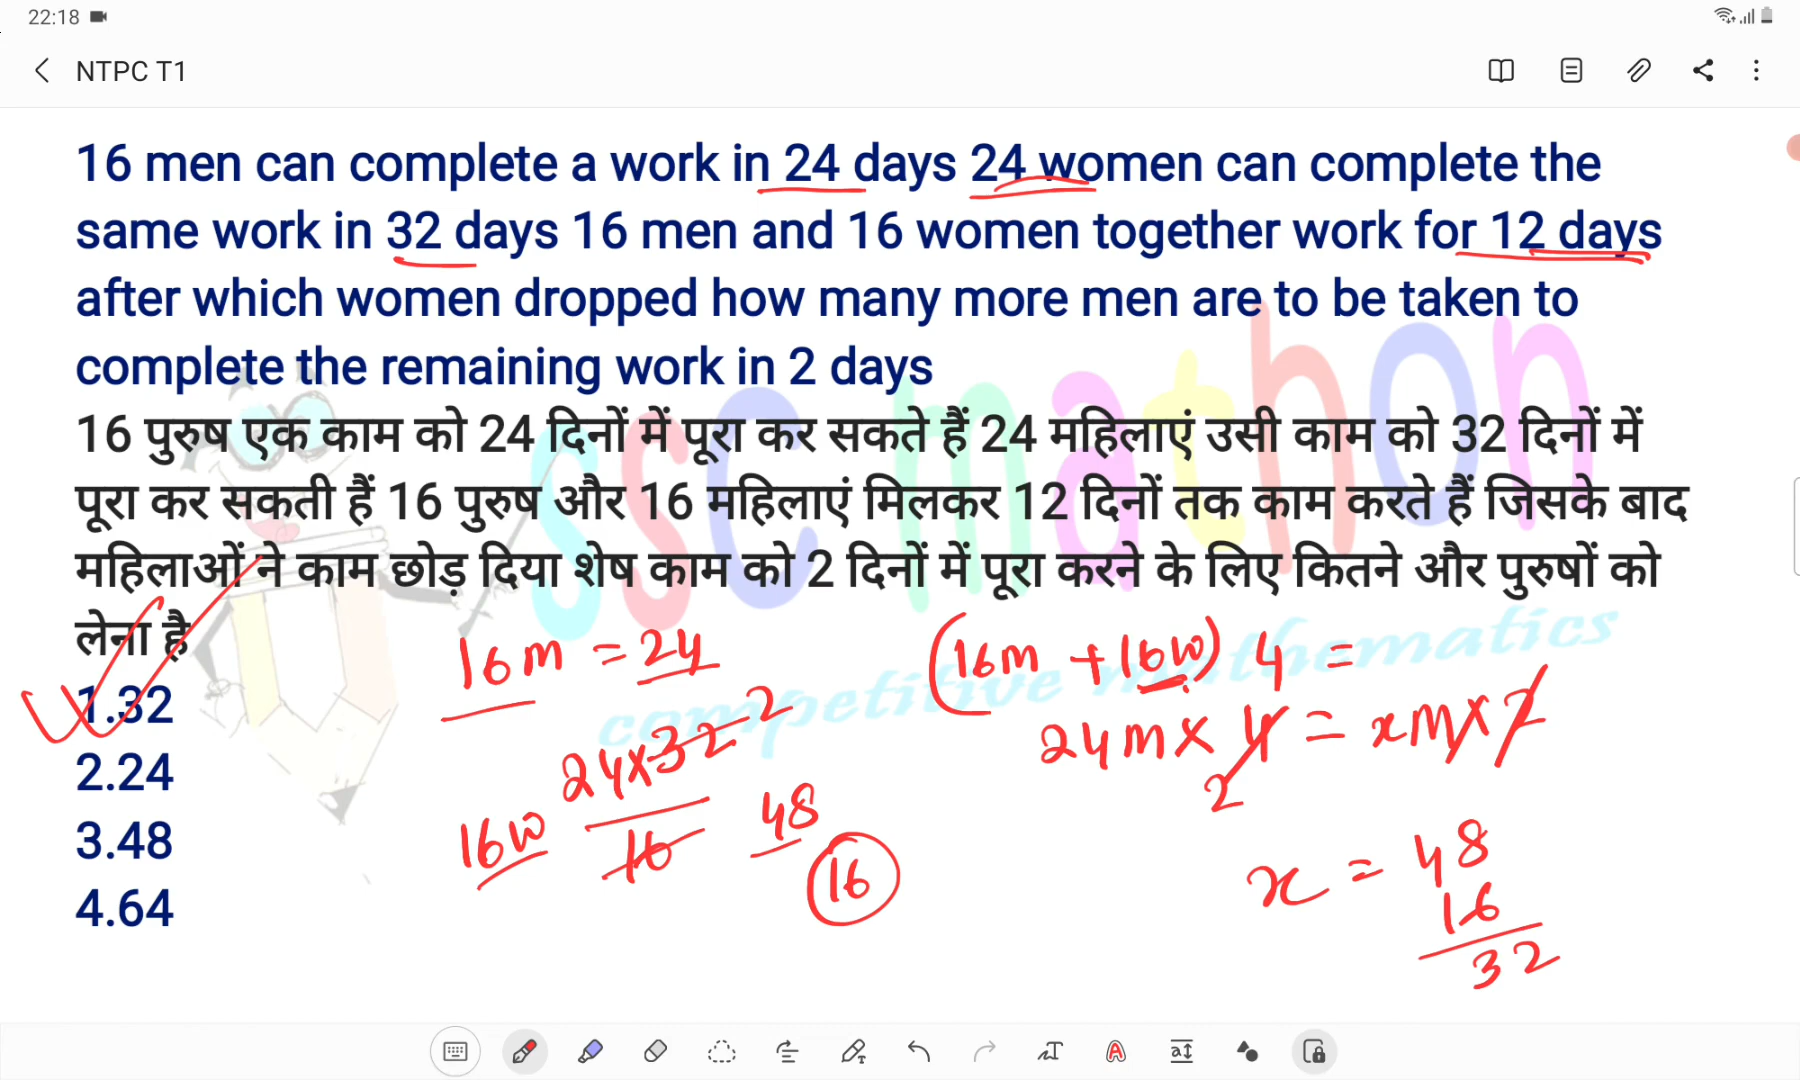 22:18
NTPC T1
16 men can complete a work in 24 days 24 women can complete the
same work in 32 days 16 men and 16 women together work for 12 days
after which women dropped how many more men are to be taken to
complete the remaining work in 2 days
16 पुरुष एक काम को 24 दिनों में पूरा कर सकते हैं 24 महिलाएं उसी काम को 32 दिनों में
पूरा कर सकती हैं 16 पुरुष और 16 महिलाएं मिलकर 12 दिनों तक काम करते हैं जिसके बाद
महिलाओं ने काम छोड़ दिया शेष काम को 2 दिनों में पूरा करने के लिए कितने और पुरुषों को
लेना है
1.32
2.24
3.48
4.64
16m = 24
24×32 2
16w 16 48
16
(16m + 16w) 4 =
24m × 4 = xm × 2
2
x = 48
16
32
ssc mathon
competitive mathematics